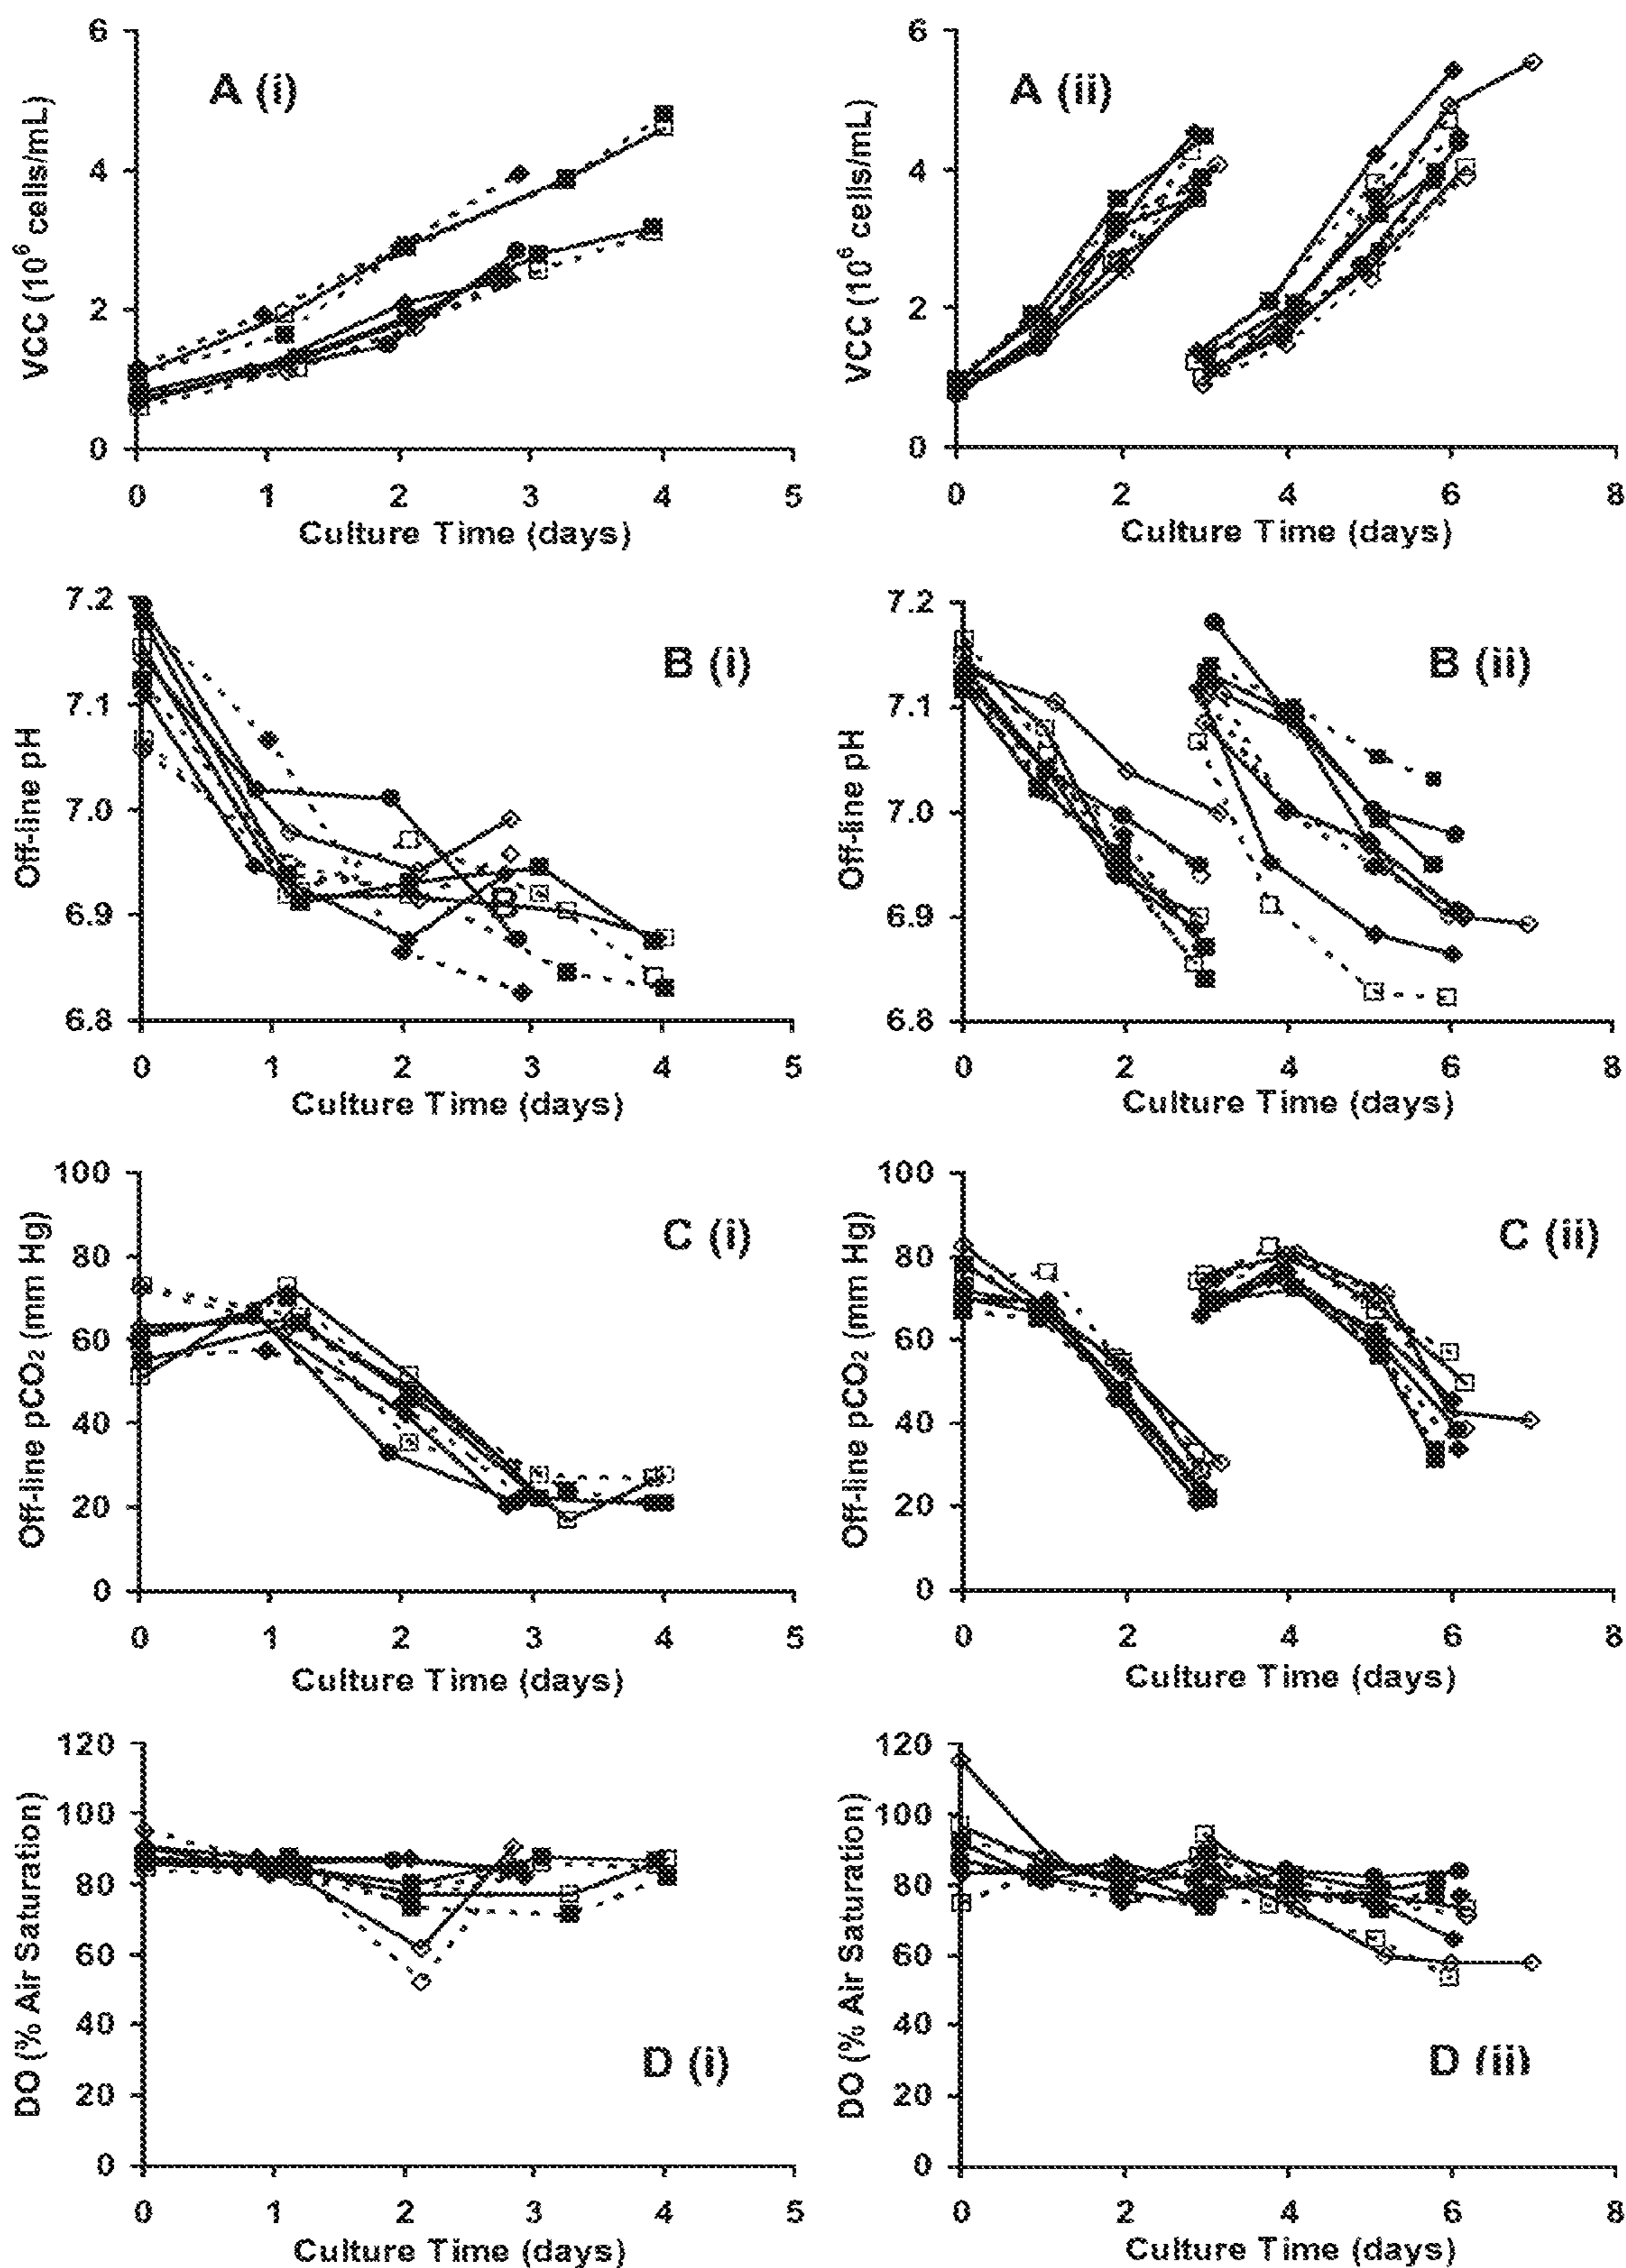 A (i)
VCC (10⁶ cells/mL)
6
4
2
0
0 1 2 3 4 5
Culture Time (days)
A (ii)
VCC (10⁶ cells/mL)
6
4
2
0
0 2 4 6 8
Culture Time (days)
B (i)
Off-line pH
7.2
7.1
7.0
6.9
6.8
0 1 2 3 4 5
Culture Time (days)
B (ii)
Off-line pH
7.2
7.1
7.0
6.9
6.8
0 2 4 6 8
Culture Time (days)
C (i)
Off-line pCO₂ (mm Hg)
100
80
60
40
20
0
0 1 2 3 4 5
Culture Time (days)
C (ii)
Off-line pCO₂ (mm Hg)
100
80
60
40
20
0
0 2 4 6 8
Culture Time (days)
D (i)
DO (% Air Saturation)
120
100
80
60
40
20
0
0 1 2 3 4 5
Culture Time (days)
D (ii)
DO (% Air Saturation)
120
100
80
60
40
20
0
0 2 4 6 8
Culture Time (days)